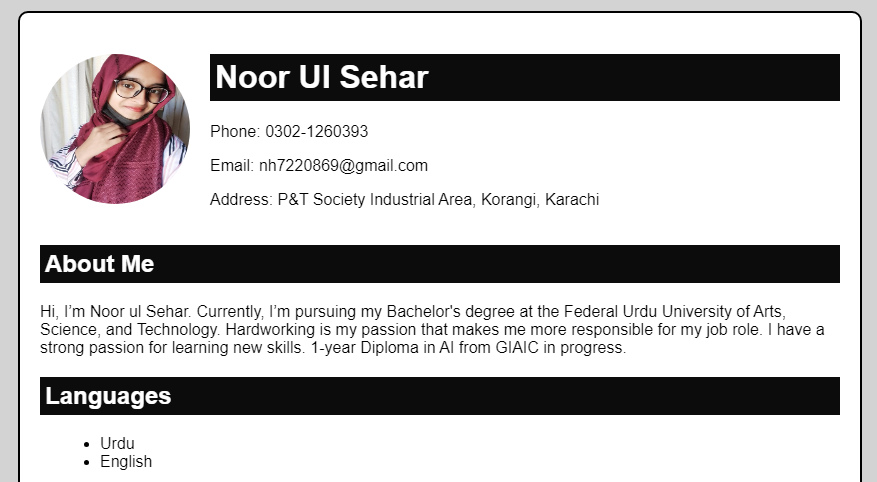 Noor Ul Sehar
Phone: 0302-1260393
Email: nh7220869@gmail.com
Address: P&T Society Industrial Area, Korangi, Karachi
About Me
Hi, I’m Noor ul Sehar. Currently, I’m pursuing my Bachelor's degree at the Federal Urdu University of Arts,
Science, and Technology. Hardworking is my passion that makes me more responsible for my job role. I have a
strong passion for learning new skills. 1-year Diploma in AI from GIAIC in progress.
Languages
• Urdu
• English